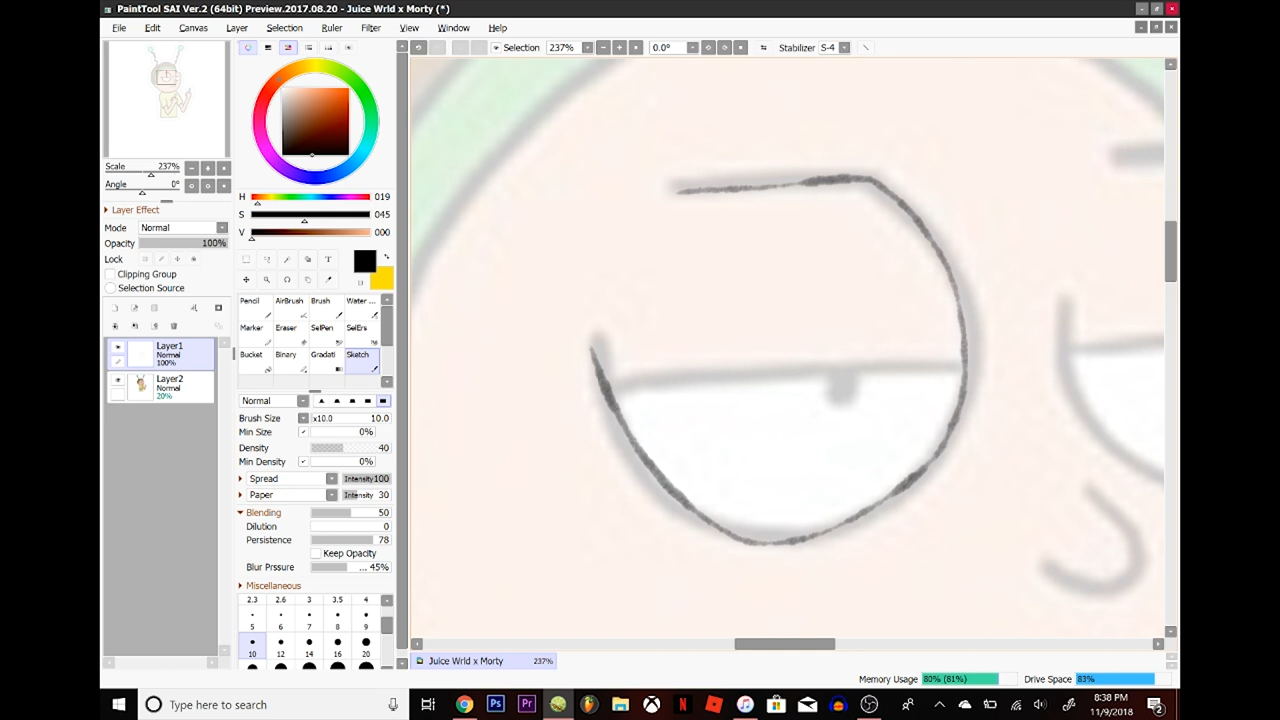 PaintTool SAI Ver.2 (64bit) Preview.2017.08.20 - Juice Wrld x Morty (*)
File Edit Canvas Layer Selection Ruler Filter View Window Help
Selection 237% 0.0° Stabilizer S-4
Scale 237%
Angle 0°
Layer Effect
Mode Normal
Opacity 100%
Lock
Clipping Group
Selection Source
Layer1
Normal
100%
Layer2
Normal
20%
H 019
S 045
V 000
T
Pencil AirBrush Brush Water ...
Marker Eraser SelPen SelErs
Bucket Binary Gradati Sketch
Normal
Brush Size x10.0 10.0
Min Size 0%
Density 40
Min Density 0%
Spread Intensity 100
Paper Intensity 30
Blending 50
Dilution 0
Persistence 78
Keep Opacity
Blur Prssure ... 45%
Miscellaneous
2.3 2.6 3 3.5 4
5 6 7 8 9
10 12 14 16 20
Juice Wrld x Morty 237%
Memory Usage 80% (81%) Drive Space 83%
Type here to search
Ps Pr N
8:38 PM
11/9/2018
2